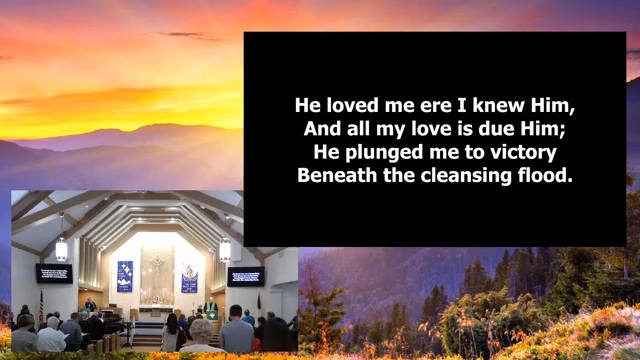 He loved me ere I knew Him,
And all my love is due Him;
He plunged me to victory
Beneath the cleansing flood.